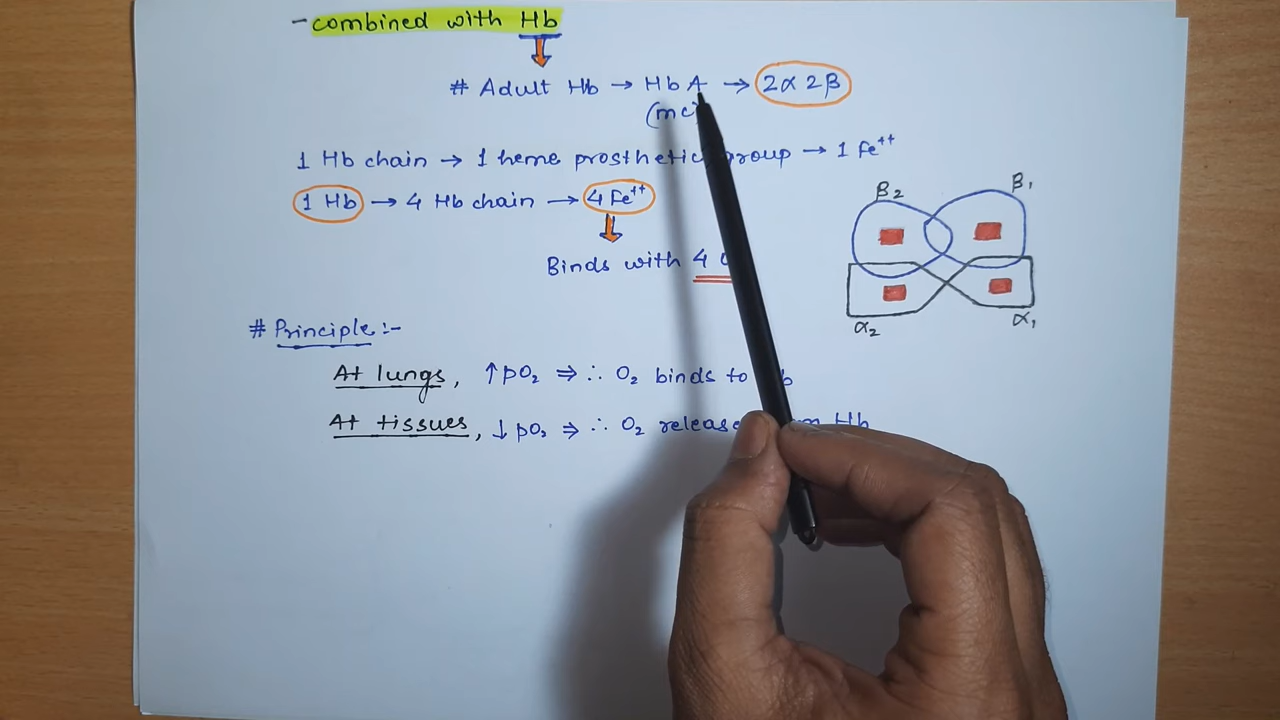 - combined with Hb
# Adult Hb → Hb A → 2α 2β
(mc)
1 Hb chain → 1 heme prosthetic group → 1 Fe⁺⁺
1 Hb → 4 Hb chain → 4 Fe⁺⁺
Binds with 4
β₂ β₁
α₂ α₁
# Principle :-
At lungs, ↑pO₂ ⇒ ∴ O₂ binds to
At tissues, ↓pO₂ ⇒ ∴ O₂ release Hb